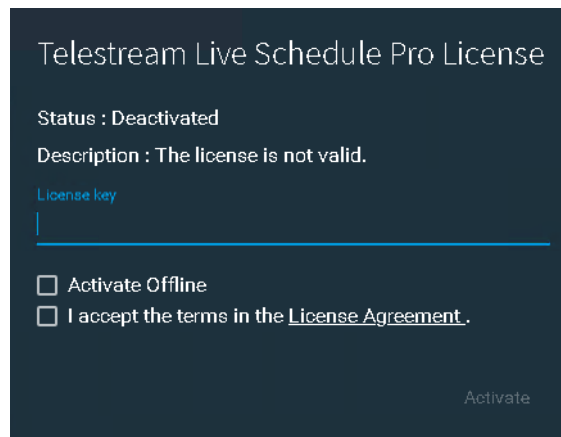 Telestream Live Schedule Pro License
Status : Deactivated
Description : The license is not valid.
License key
Activate Offline
I accept the terms in the License Agreement .
Activate